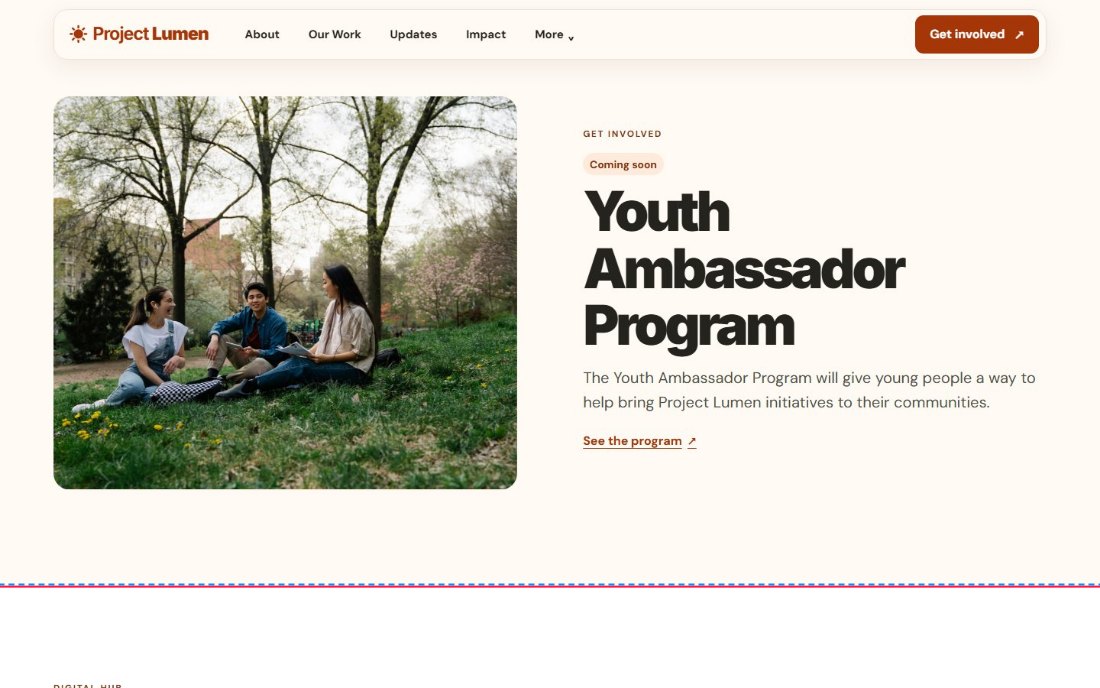 Project Lumen
About
Our Work
Updates
Impact
More
Get involved ↗
GET INVOLVED
Coming soon
Youth
Ambassador
Program
The Youth Ambassador Program will give young people a way to
help bring Project Lumen initiatives to their communities.
See the program ↗
DIGITAL HUB